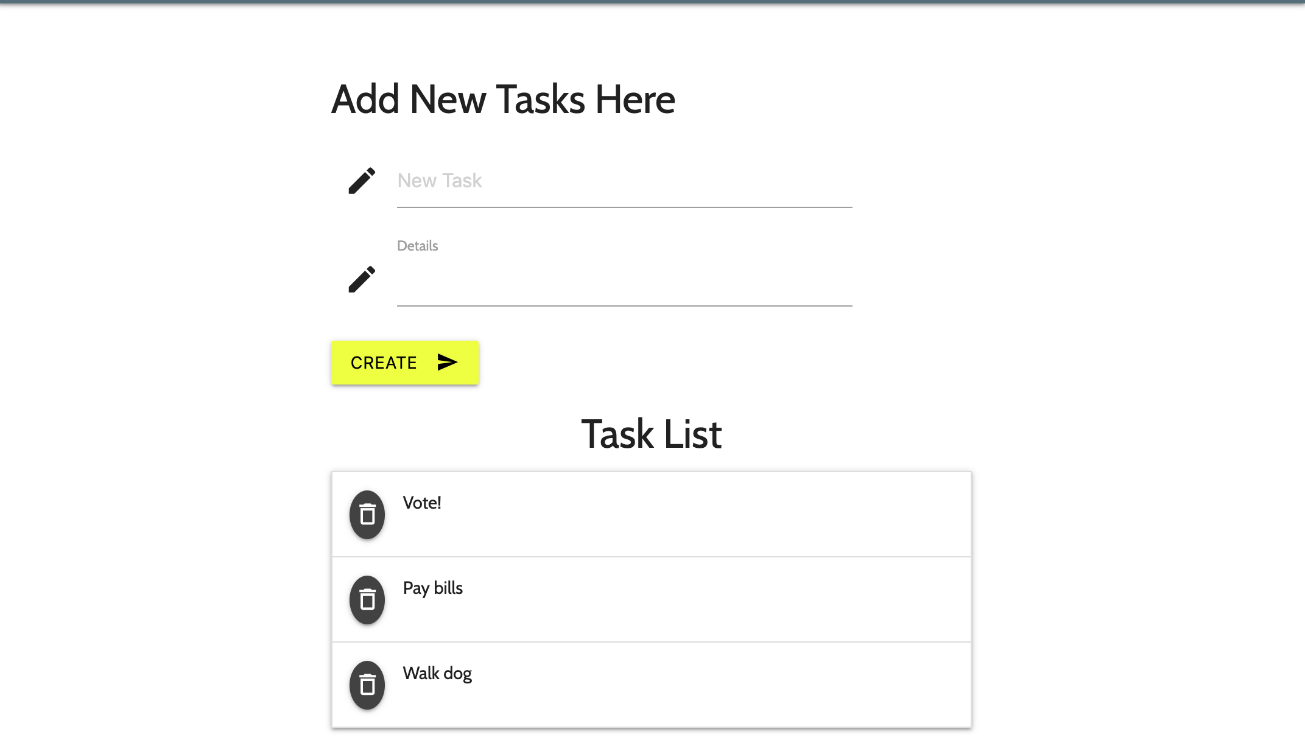 Add New Tasks Here
New Task
Details
CREATE
Task List
Vote!
Pay bills
Walk dog